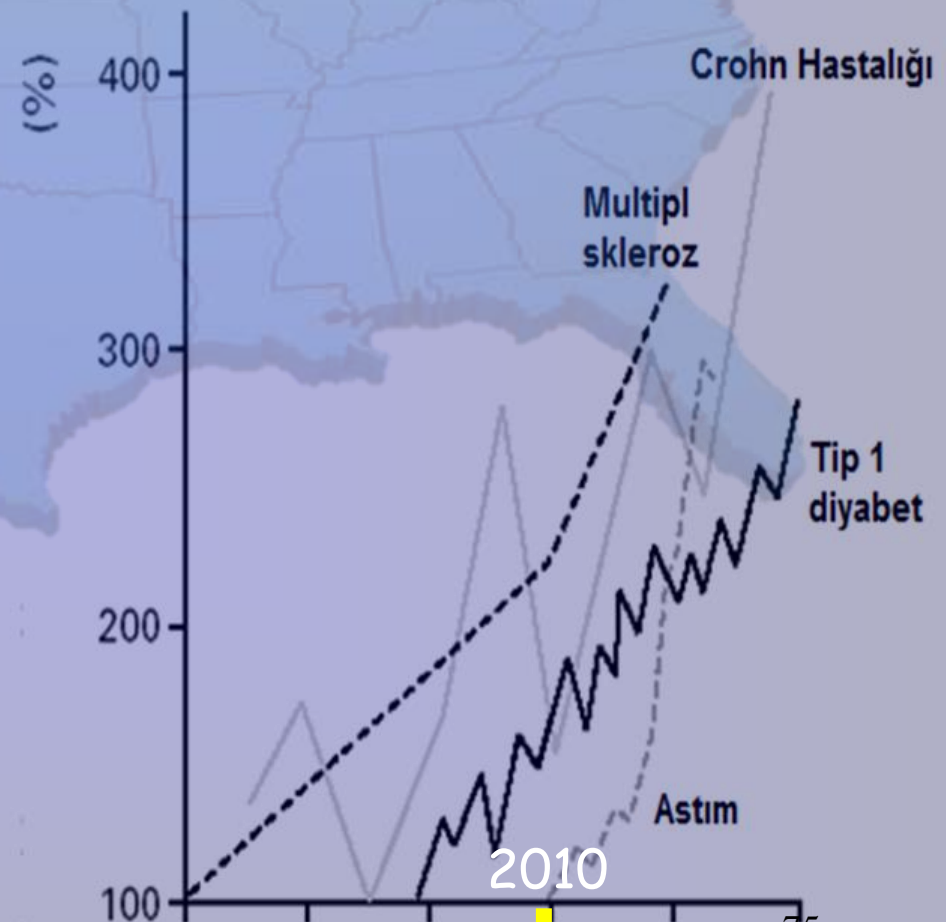 (%)
400
Crohn Hastalığı
Multipl
skleroz
300
Tip 1
diyabet
200
Astım
2010
100